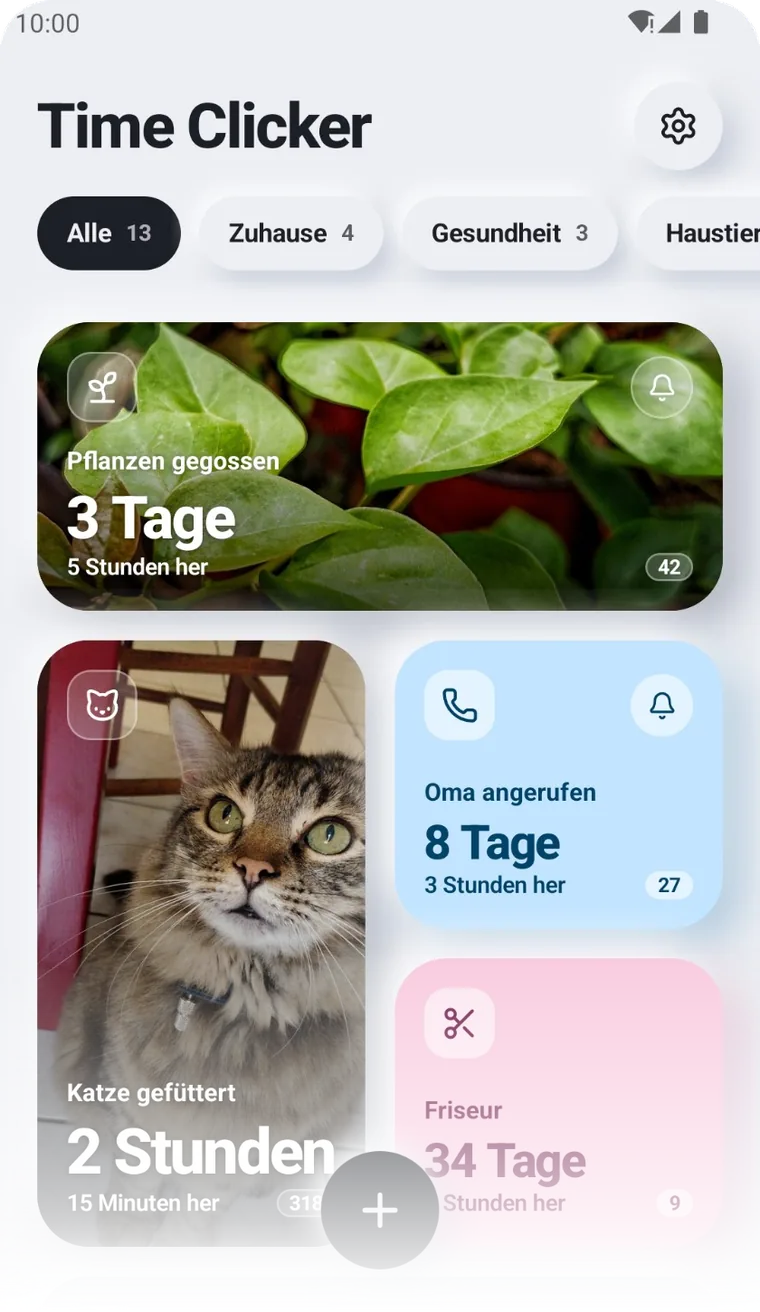 10:00
Time Clicker
Alle 13
Zuhause 4
Gesundheit 3
Haustier
Pflanzen gegossen
3 Tage
5 Stunden her
42
Oma angerufen
8 Tage
3 Stunden her
27
Katze gefüttert
2 Stunden
15 Minuten her
318
Friseur
34 Tage
Stunden her
9